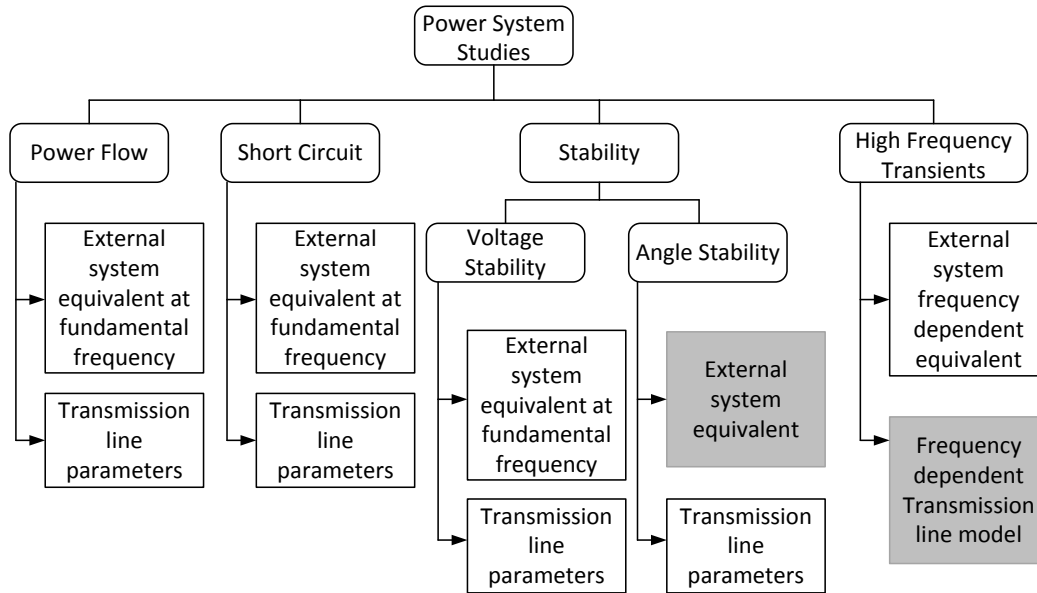 Power System
Studies
Power Flow
Short Circuit
Stability
High Frequency
Transients
Voltage
Stability
Angle Stability
External
system
equivalent at
fundamental
frequency
Transmission
line
parameters
External
system
equivalent at
fundamental
frequency
Transmission
line
parameters
External
system
equivalent at
fundamental
frequency
Transmission
line
parameters
External
system
equivalent
Transmission
line
parameters
External
system
frequency
dependent
equivalent
Frequency
dependent
Transmission
line model